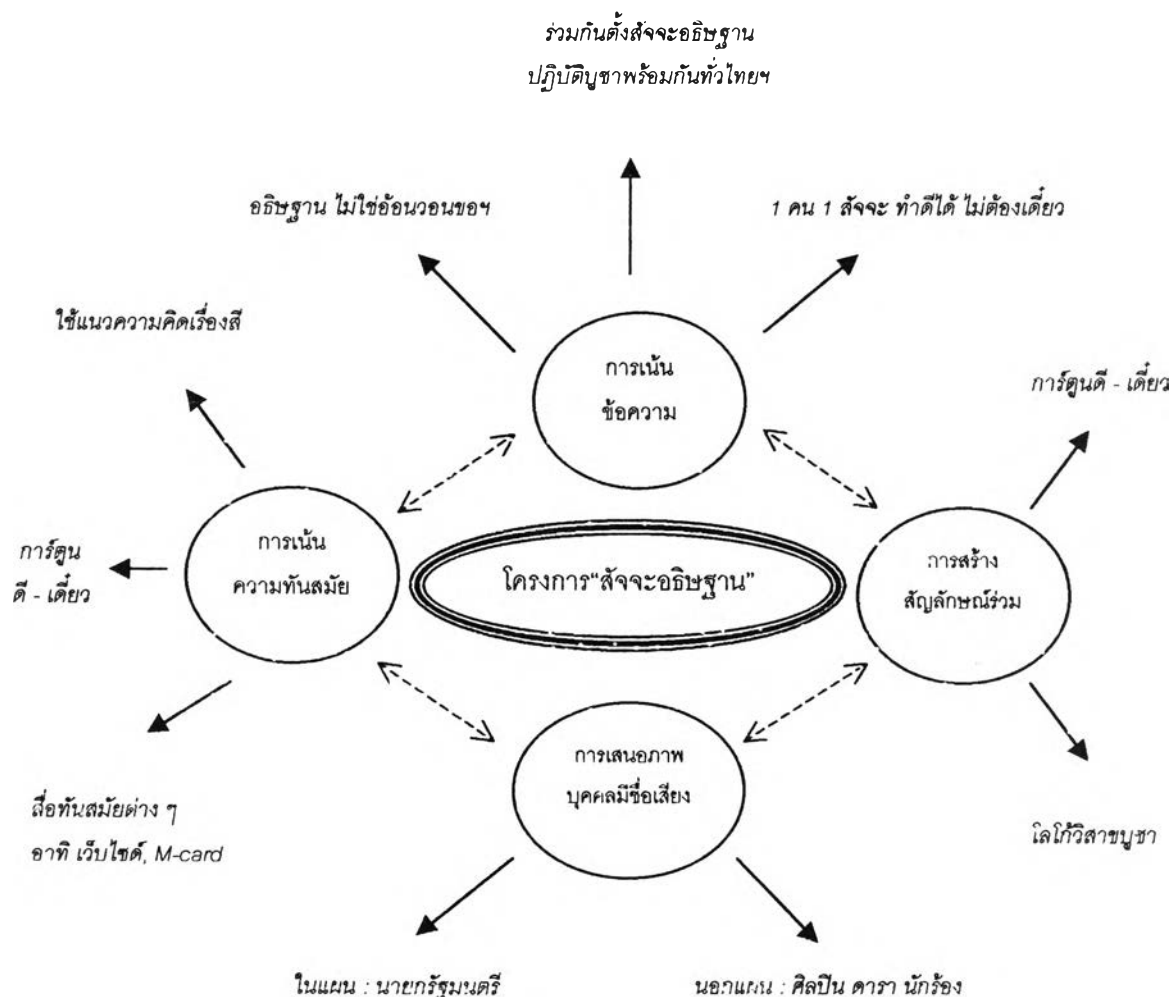 ร่วมกันตั้งสัจจะอธิษฐาน
ปฏิบัติบูชาพร้อมกันทั่วไทยฯ
อธิษฐาน ไม่ใช่อ้อนวอนขอฯ
1 คน 1 สัจจะ ทำดีได้ ไม่ต้องเดี๋ยว
ใช้แนวความคิดเรื่องสี
การเน้น
ข้อความ
การ์ตูนดี - เดี๋ยว
การ์ตูน
ดี - เดี๋ยว
การเน้น
ความทันสมัย
โครงการ“สัจจะอธิษฐาน”
การสร้าง
สัญลักษณ์ร่วม
การเสนอภาพ
บุคคลมีชื่อเสียง
สื่อทันสมัยต่าง ๆ
อาทิ เว็บไซด์, M-card
โลโก้วิสาขบูชา
ในแผน : นายกรัฐมนตรี
นอกแผน : ศิลปิน ดารา นักร้อง